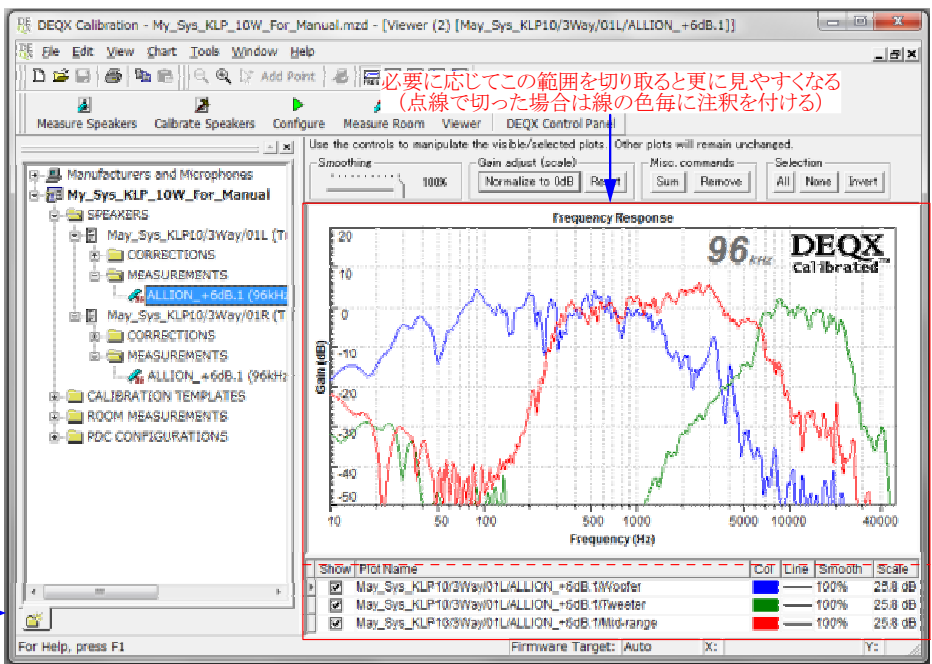 DEQX Calibration - My_Sys_KLP_10W_For_Manual.mzd - [Viewer (2) [May_Sys_KLP10/3Way/01L/ALLION_+6dB.1]]
File Edit View Chart Tools Window Help
Add Point
必要に応じてこの範囲を切り取ると更に見やすくなる
（点線で切った場合は線の色毎に注釈を付ける）
Measure Speakers Calibrate Speakers Configure Measure Room Viewer DEQX Control Panel
Use the controls to manipulate the visible/selected plots. Other plots will remain unchanged.
Smoothing Gain adjust (scale) Misc. commands Selection
100% Normalize to 0dB Reset Sum Remove All None Invert
Manufacturers and Microphones
My_Sys_KLP_10W_For_Manual
SPEAKERS
May_Sys_KLP10/3Way/01L (Tr
CORRECTIONS
MEASUREMENTS
ALLION_+6dB.1 (96kHz
May_Sys_KLP10/3Way/01R (T
CORRECTIONS
MEASUREMENTS
ALLION_+6dB.1 (96kHz
CALIBRATION TEMPLATES
ROOM MEASUREMENTS
PDC CONFIGURATIONS
Frequency Response
96 kHz
DEQX
Calibrated™
Gain (dB)
20
10
0
-10
-20
-30
-40
-50
10 50 100 500 1000 5000 10000 40000
Frequency (Hz)
Show Plot Name Col Line Smooth Scale
May_Sys_KLP10/3Way/01L/ALLION_+6dB.1/Woofer 100% 25.8 dB
May_Sys_KLP10/3Way/01L/ALLION_+6dB.1/Tweeter 100% 25.8 dB
May_Sys_KLP10/3Way/01L/ALLION_+6dB.1/Mid-range 100% 25.8 dB
For Help, press F1 Firmware Target: Auto X: Y: